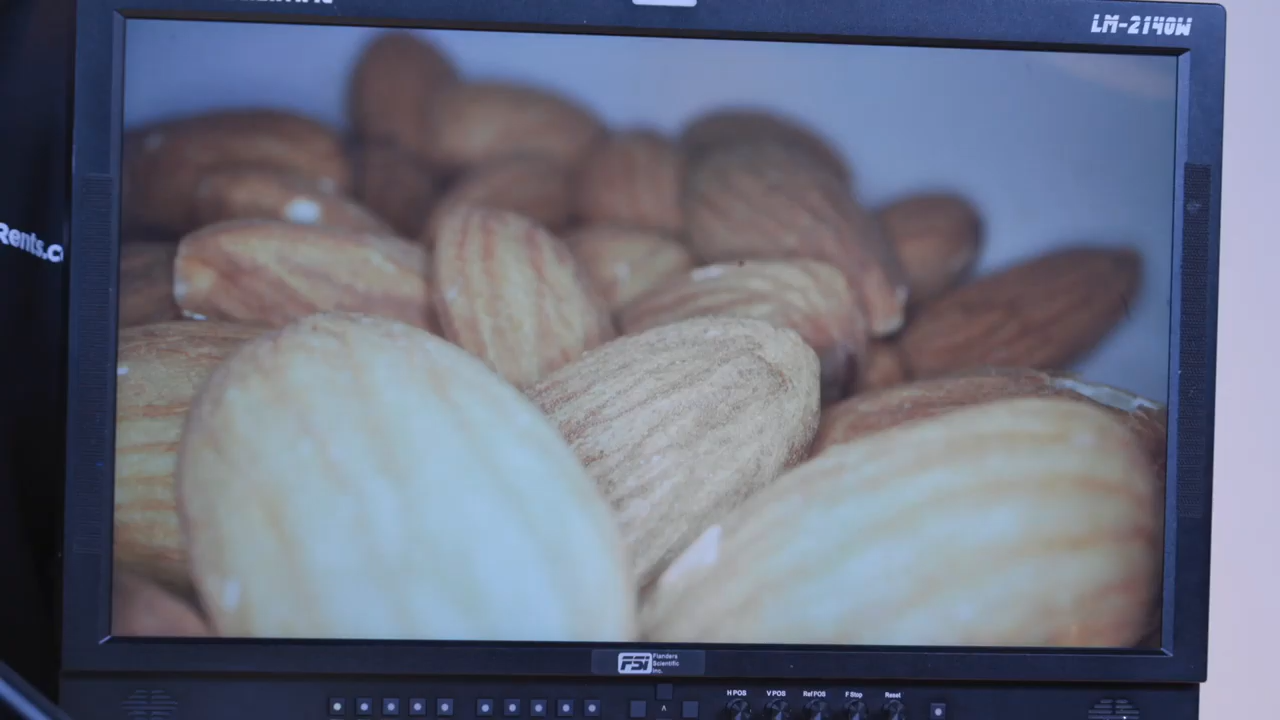 LM-2140W
Rents.c
FSI
Flanders
Scientific
Inc.
H POS
V POS
Ref POS
F Stop
Reset